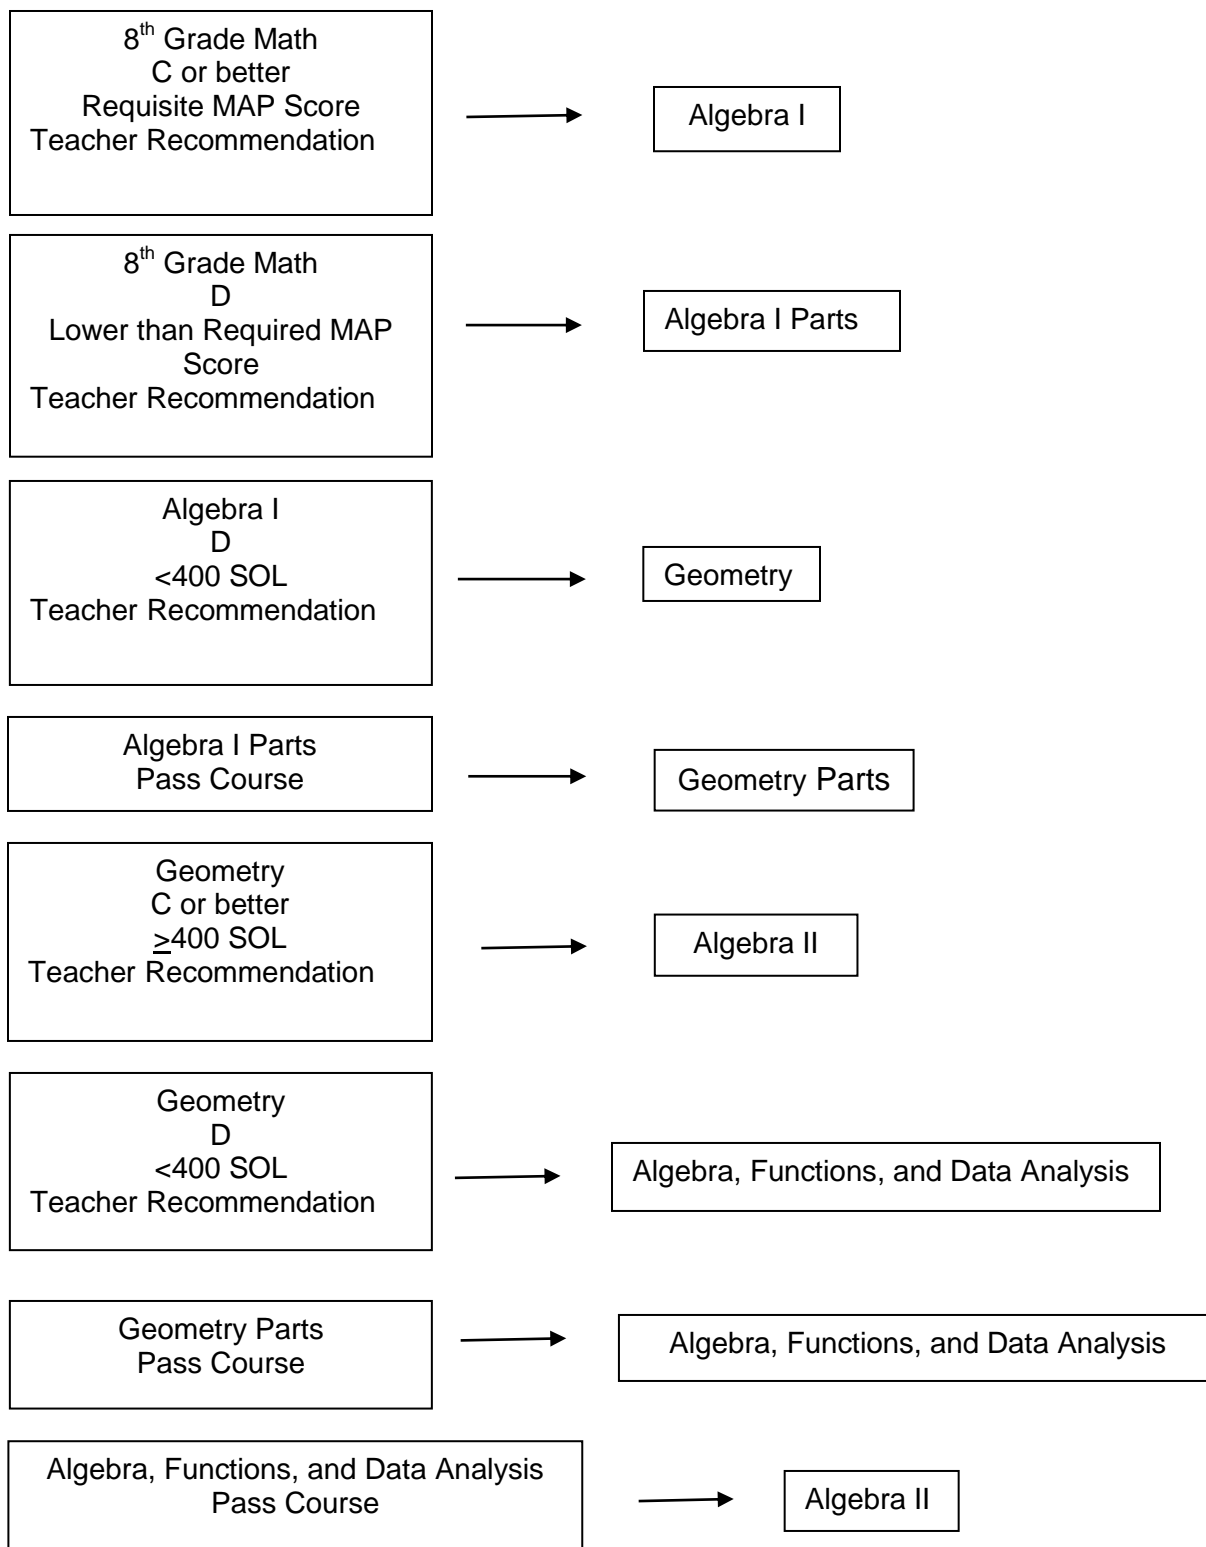 8th Grade Math
C or better
Requisite MAP Score
Teacher Recommendation
Algebra I
8th Grade Math
D
Lower than Required MAP
Score
Teacher Recommendation
Algebra I Parts
Algebra I
D
<400 SOL
Teacher Recommendation
Geometry
Algebra I Parts
Pass Course
Geometry Parts
Geometry
C or better
>400 SOL
Teacher Recommendation
Algebra II
Geometry
D
<400 SOL
Teacher Recommendation
Algebra, Functions, and Data Analysis
Geometry Parts
Pass Course
Algebra, Functions, and Data Analysis
Algebra, Functions, and Data Analysis
Pass Course
Algebra II